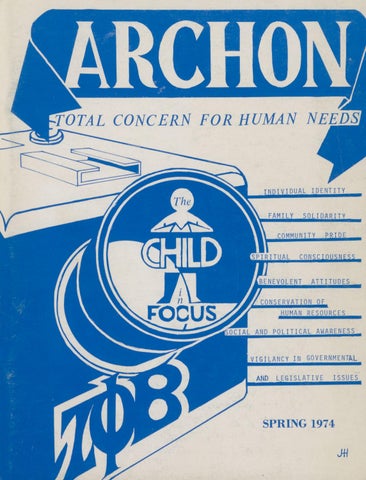 ARCHON
TOTAL CONCERN FOR HUMAN NEEDS
The
CHILD
in
FOCUS
INDIVIDUAL IDENTITY
FAMILY SOLIDARITY
COMMUNITY PRIDE
SPIRITUAL CONSCIOUSNESS
BENEVOLENT ATTITUDES
CONSERVATION OF
HUMAN RESOURCES
SOCIAL AND POLITICAL AWARENESS
VIGILANCY IN GOVERNMENTAL
AND LEGISLATIVE ISSUES
ΖΦΒ
SPRING 1974
JH